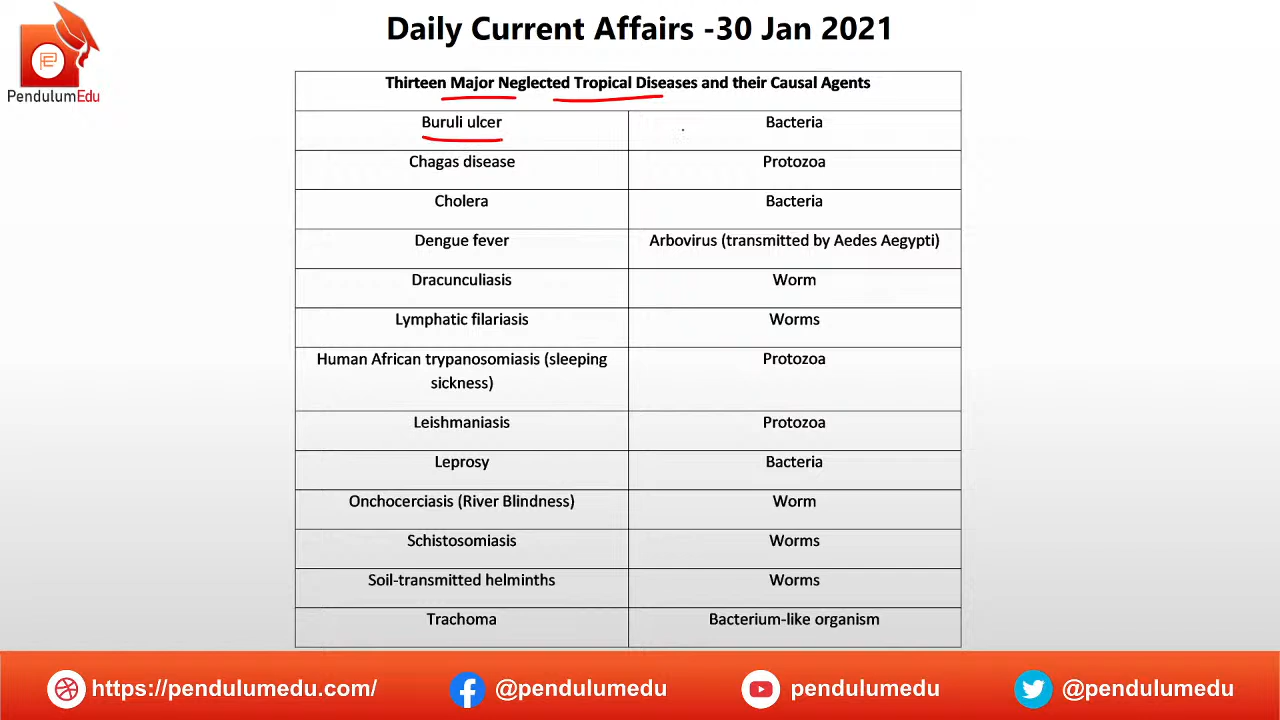 Daily Current Affairs -30 Jan 2021
PE
PendulumEdu
Thirteen Major Neglected Tropical Diseases and their Causal Agents
Buruli ulcer Bacteria
Chagas disease Protozoa
Cholera Bacteria
Dengue fever Arbovirus (transmitted by Aedes Aegypti)
Dracunculiasis Worm
Lymphatic filariasis Worms
Human African trypanosomiasis (sleeping Protozoa
sickness)
Leishmaniasis Protozoa
Leprosy Bacteria
Onchocerciasis (River Blindness) Worm
Schistosomiasis Worms
Soil-transmitted helminths Worms
Trachoma Bacterium-like organism
https://pendulumedu.com/ @pendulumedu pendulumedu @pendulumedu